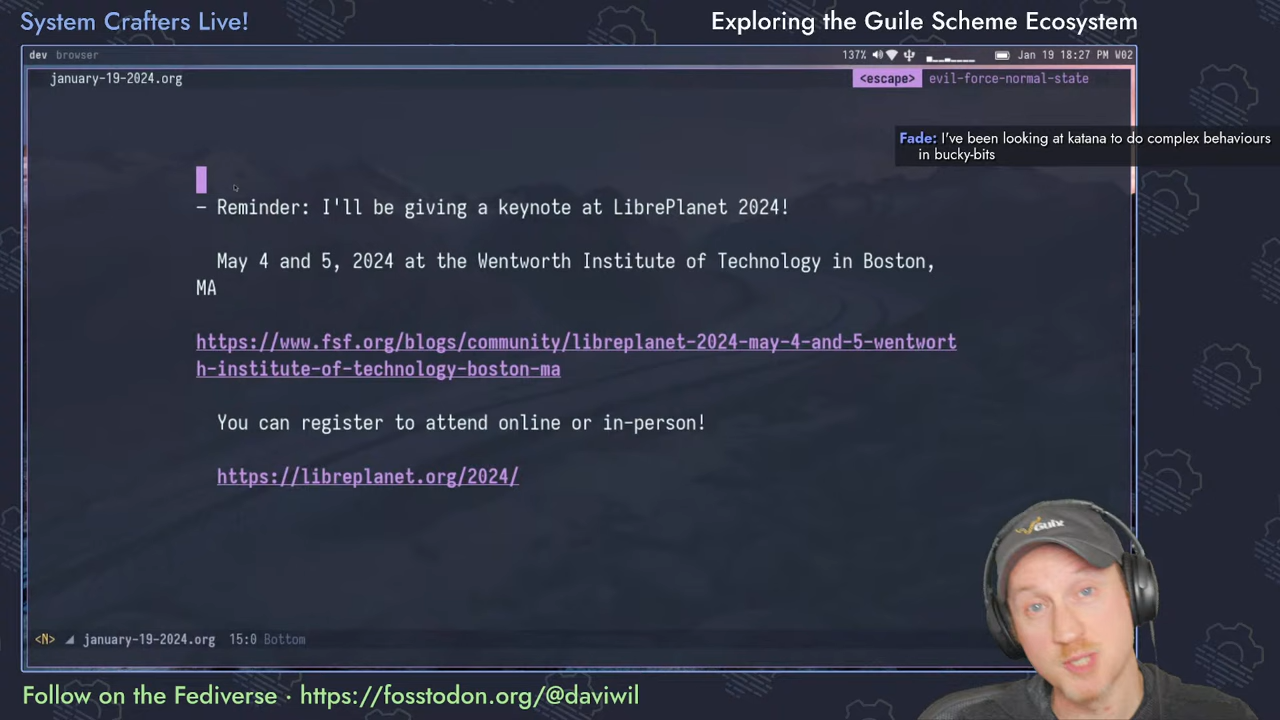 System Crafters Live!
Exploring the Guile Scheme Ecosystem
dev browser
137%
Jan 19 18:27 PM W02
january-19-2024.org
<escape> evil-force-normal-state
Fade: I've been looking at katana to do complex behaviours
in bucky-bits
- Reminder: I'll be giving a keynote at LibrePlanet 2024!
May 4 and 5, 2024 at the Wentworth Institute of Technology in Boston,
MA
https://www.fsf.org/blogs/community/libreplanet-2024-may-4-and-5-wentwort
h-institute-of-technology-boston-ma
You can register to attend online or in-person!
https://libreplanet.org/2024/
Guix
<N> january-19-2024.org 15:0 Bottom
Follow on the Fediverse · https://fosstodon.org/@daviwil